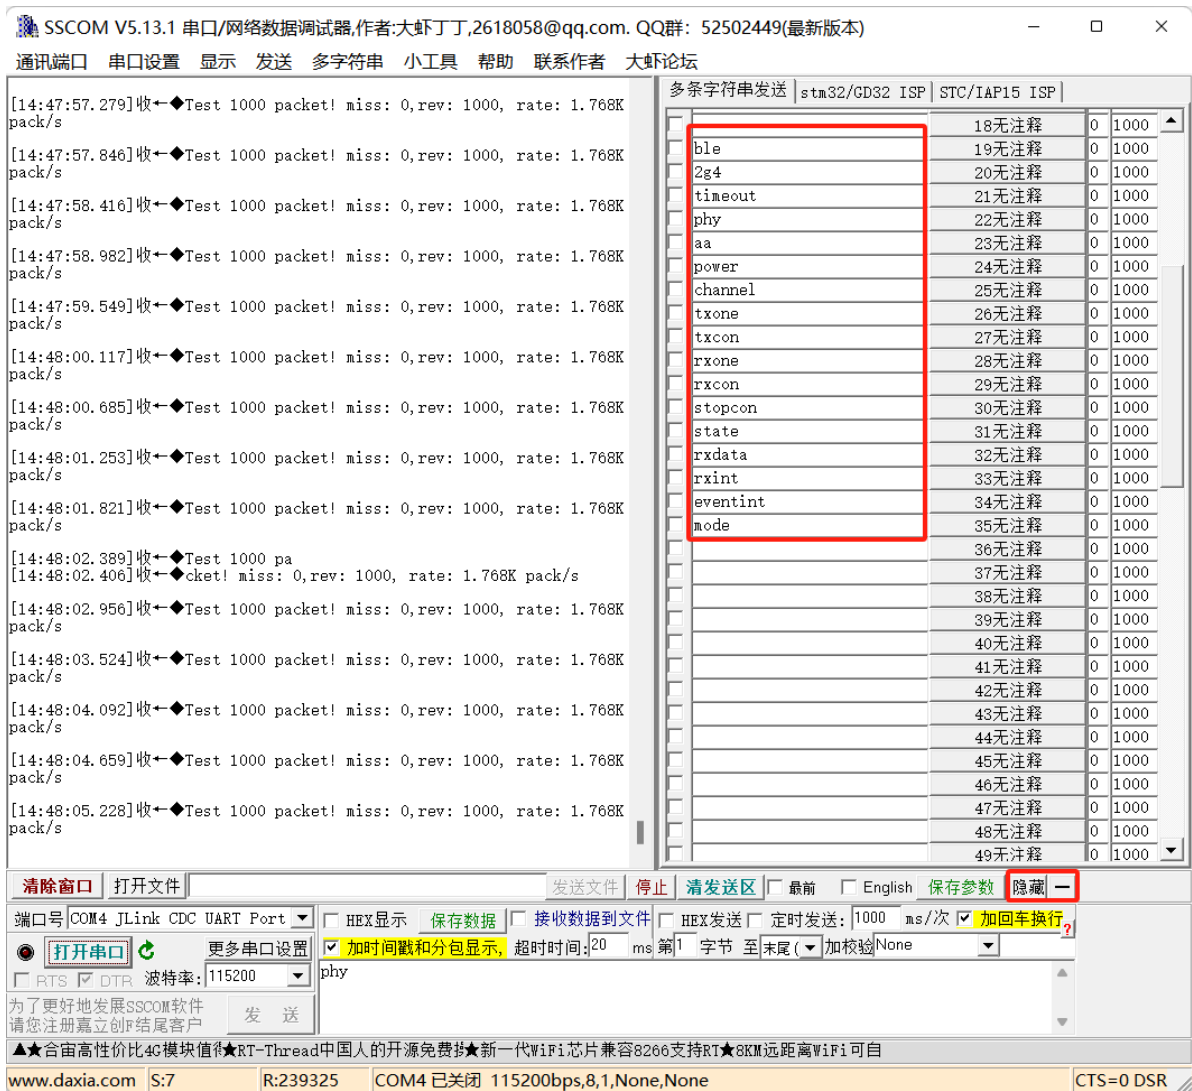 SSCOM V5.13.1 串口/网络数据调试器,作者:大虾丁丁,2618058@qq.com. QQ群: 52502449(最新版本)
通讯端口 串口设置 显示 发送 多字符串 小工具 帮助 联系作者 大虾论坛
[14:47:57.279]收←◆Test 1000 packet! miss: 0,rev: 1000, rate: 1.768K
pack/s
[14:47:57.846]收←◆Test 1000 packet! miss: 0,rev: 1000, rate: 1.768K
pack/s
[14:47:58.416]收←◆Test 1000 packet! miss: 0,rev: 1000, rate: 1.768K
pack/s
[14:47:58.982]收←◆Test 1000 packet! miss: 0,rev: 1000, rate: 1.768K
pack/s
[14:47:59.549]收←◆Test 1000 packet! miss: 0,rev: 1000, rate: 1.768K
pack/s
[14:48:00.117]收←◆Test 1000 packet! miss: 0,rev: 1000, rate: 1.768K
pack/s
[14:48:00.685]收←◆Test 1000 packet! miss: 0,rev: 1000, rate: 1.768K
pack/s
[14:48:01.253]收←◆Test 1000 packet! miss: 0,rev: 1000, rate: 1.768K
pack/s
[14:48:01.821]收←◆Test 1000 packet! miss: 0,rev: 1000, rate: 1.768K
pack/s
[14:48:02.389]收←◆Test 1000 pa
[14:48:02.406]收←◆cket! miss: 0,rev: 1000, rate: 1.768K pack/s
[14:48:02.956]收←◆Test 1000 packet! miss: 0,rev: 1000, rate: 1.768K
pack/s
[14:48:03.524]收←◆Test 1000 packet! miss: 0,rev: 1000, rate: 1.768K
pack/s
[14:48:04.092]收←◆Test 1000 packet! miss: 0,rev: 1000, rate: 1.768K
pack/s
[14:48:04.659]收←◆Test 1000 packet! miss: 0,rev: 1000, rate: 1.768K
pack/s
[14:48:05.228]收←◆Test 1000 packet! miss: 0,rev: 1000, rate: 1.768K
pack/s
多条字符串发送 stm32/GD32 ISP STC/IAP15 ISP
18无注释 0 1000
ble 19无注释 0 1000
2g4 20无注释 0 1000
timeout 21无注释 0 1000
phy 22无注释 0 1000
aa 23无注释 0 1000
power 24无注释 0 1000
channel 25无注释 0 1000
txone 26无注释 0 1000
txcon 27无注释 0 1000
rxone 28无注释 0 1000
rxcon 29无注释 0 1000
stopcon 30无注释 0 1000
state 31无注释 0 1000
rxdata 32无注释 0 1000
rxint 33无注释 0 1000
eventint 34无注释 0 1000
mode 35无注释 0 1000
36无注释 0 1000
37无注释 0 1000
38无注释 0 1000
39无注释 0 1000
40无注释 0 1000
41无注释 0 1000
42无注释 0 1000
43无注释 0 1000
44无注释 0 1000
45无注释 0 1000
46无注释 0 1000
47无注释 0 1000
48无注释 0 1000
49无注释 0 1000
清除窗口 打开文件 发送文件 停止 清发送区 最前 English 保存参数 隐藏 —
端口号 COM4 JLink CDC UART Port HEX显示 保存数据 接收数据到文件 HEX发送 定时发送: 1000 ms/次 加回车换行 ?
打开串口 更多串口设置 加时间戳和分包显示, 超时时间:20 ms 第1 字节 至 末尾( 加校验 None
RTS DTR 波特率: 115200 phy
为了更好地发展SSCOM软件
请您注册嘉立创F结尾客户 发 送
▲★合宙高性价比4G模块值得★RT-Thread中国人的开源免费操★新一代WiFi芯片兼容8266支持RT★8KM远距离WiFi可自
www.daxia.com S:7 R:239325 COM4 已关闭 115200bps,8,1,None,None CTS=0 DSR